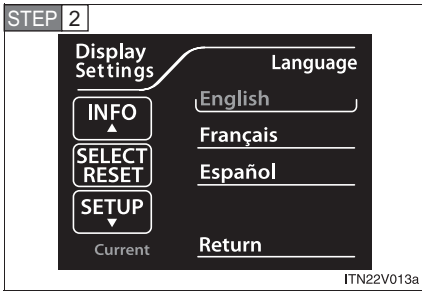 STEP 2
Display
Settings
Language
INFO
▲
SELECT
RESET
SETUP
▼
Current
English
Français
Español
Return
ITN22V013a